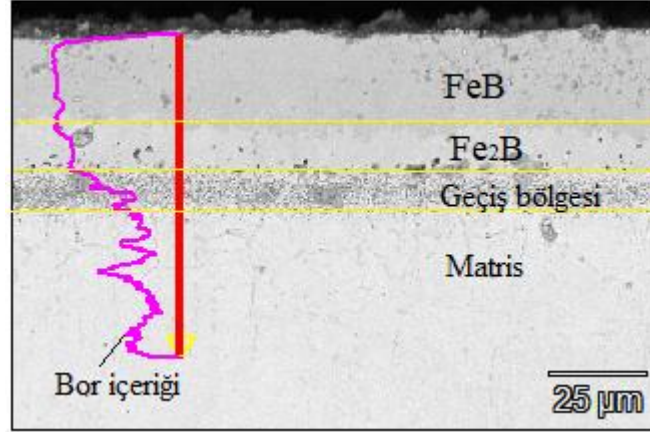 FeB
Fe₂B
Geçiş bölgesi
Matris
Bor içeriği
25 µm